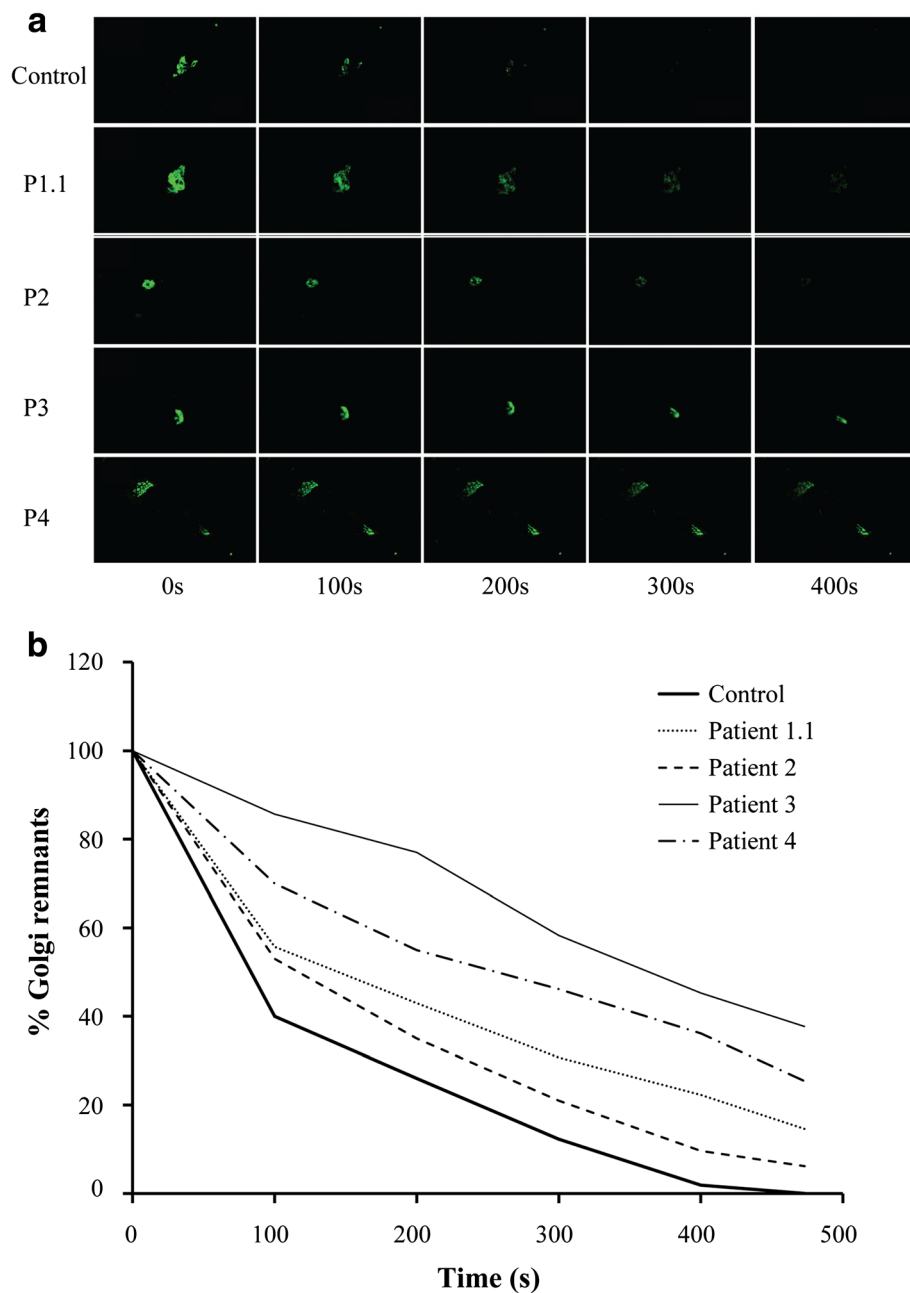 a
Control
P1.1
P2
P3
P4
0s 100s 200s 300s 400s
b
120
100
80
60
40
20
0
% Golgi remnants
Control
Patient 1.1
Patient 2
Patient 3
Patient 4
0 100 200 300 400 500
Time (s)